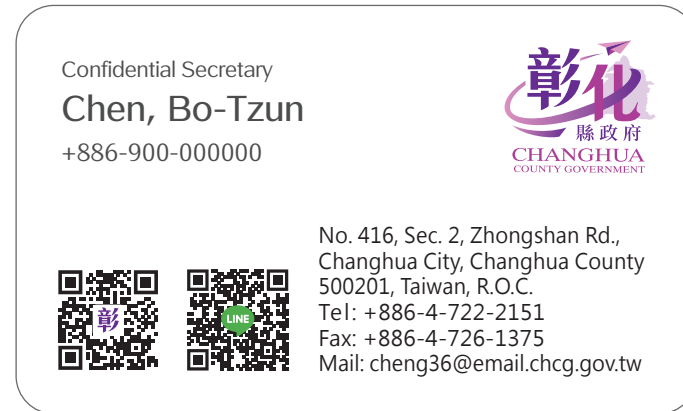 Confidential Secretary
Chen, Bo-Tzun
+886-900-000000
彰化
縣政府
CHANGHUA
COUNTY GOVERNMENT
彰
LINE
No. 416, Sec. 2, Zhongshan Rd.,
Changhua City, Changhua County
500201, Taiwan, R.O.C.
Tel: +886-4-722-2151
Fax: +886-4-726-1375
Mail: cheng36@email.chcg.gov.tw